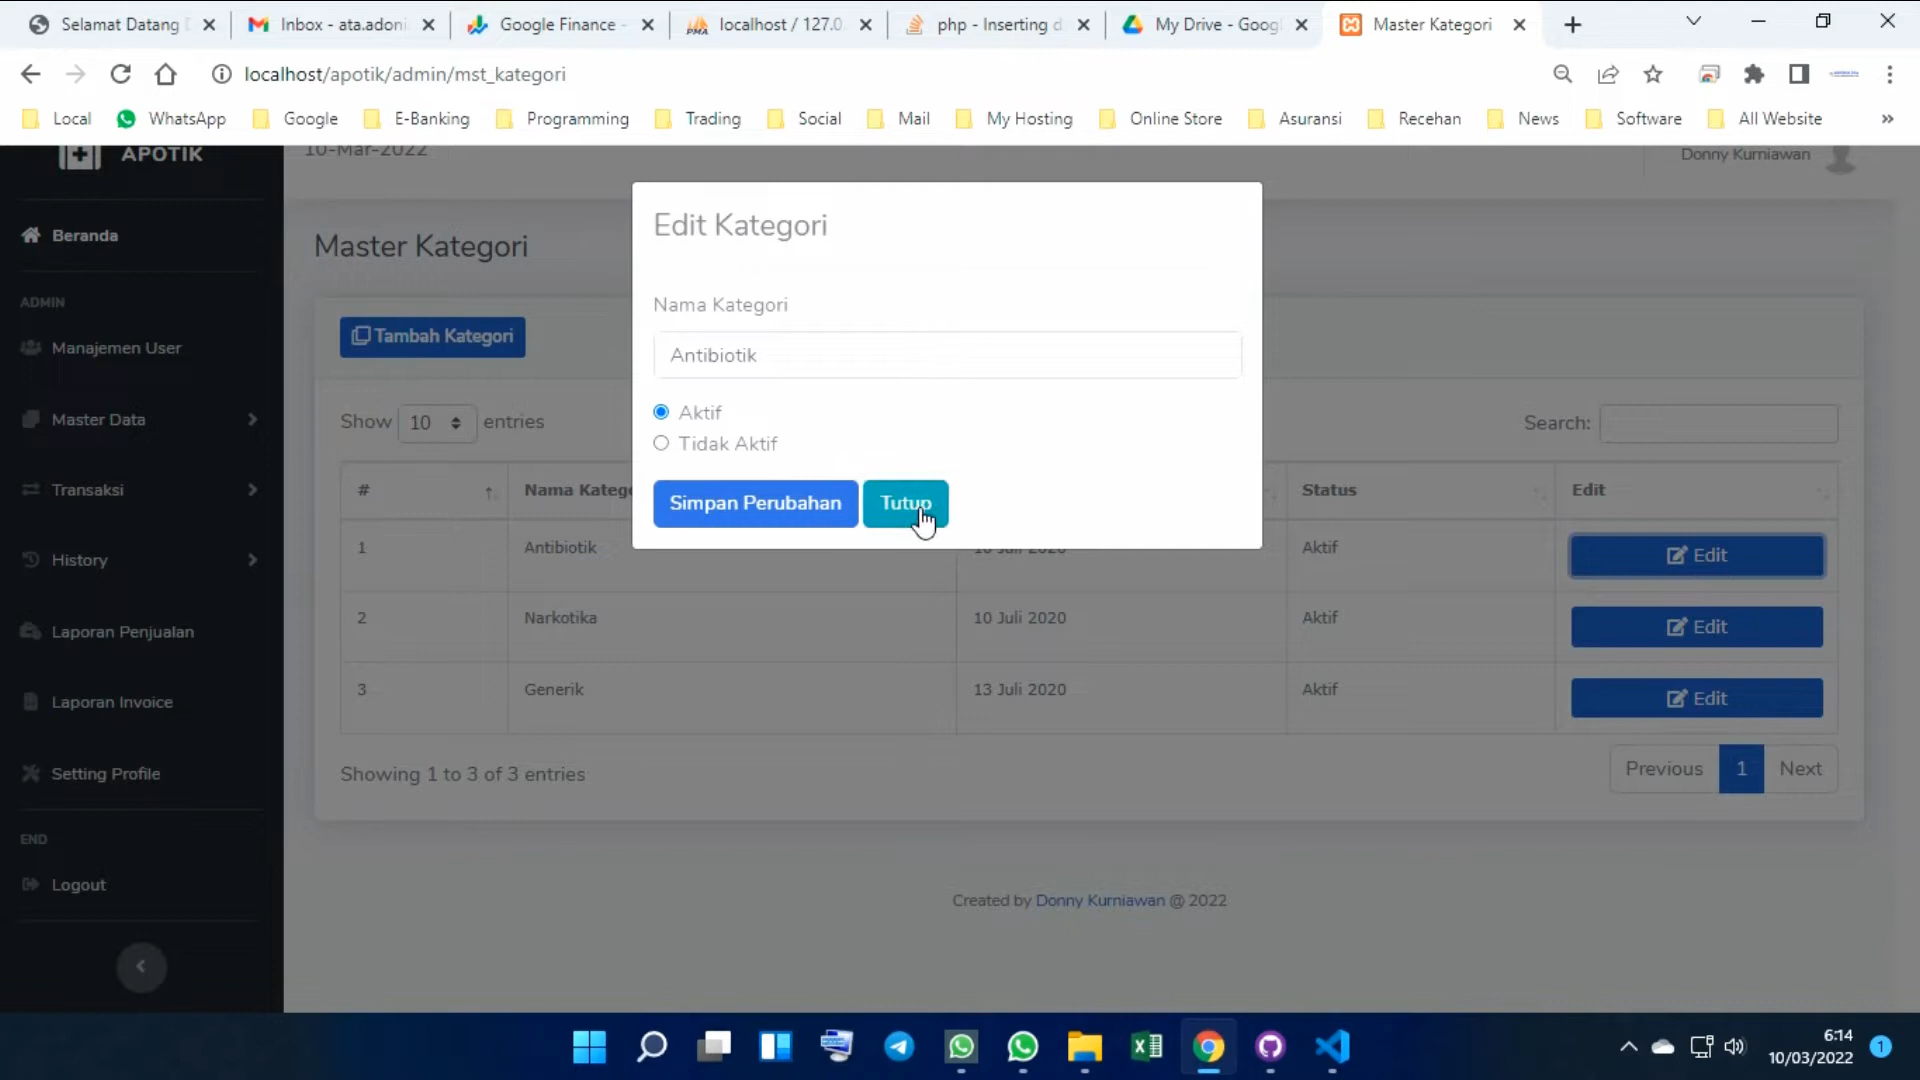 Selamat Datang
Inbox - ata.adoni
Google Finance -
localhost / 127.0.
php - Inserting d
My Drive - Googl
Master Kategori
localhost/apotik/admin/mst_kategori
Local
WhatsApp
Google
E-Banking
Programming
Trading
Social
Mail
My Hosting
Online Store
Asuransi
Recehan
News
Software
All Website
»
APOTIK
10-Mar-2022
Donny Kurniawan
Beranda
ADMIN
Manajemen User
Master Data
Transaksi
History
Laporan Penjualan
Laporan Invoice
Setting Profile
END
Logout
Master Kategori
Tambah Kategori
Show 10 entries
Search:
# Nama Katego Status Edit
1 Antibiotik 10 Juli 2020 Aktif Edit
2 Narkotika 10 Juli 2020 Aktif Edit
3 Generik 13 Juli 2020 Aktif Edit
Showing 1 to 3 of 3 entries
Previous 1 Next
Edit Kategori
Nama Kategori
Antibiotik
Aktif
Tidak Aktif
Simpan Perubahan
Tutup
Created by Donny Kurniawan @ 2022
6:14
10/03/2022
1